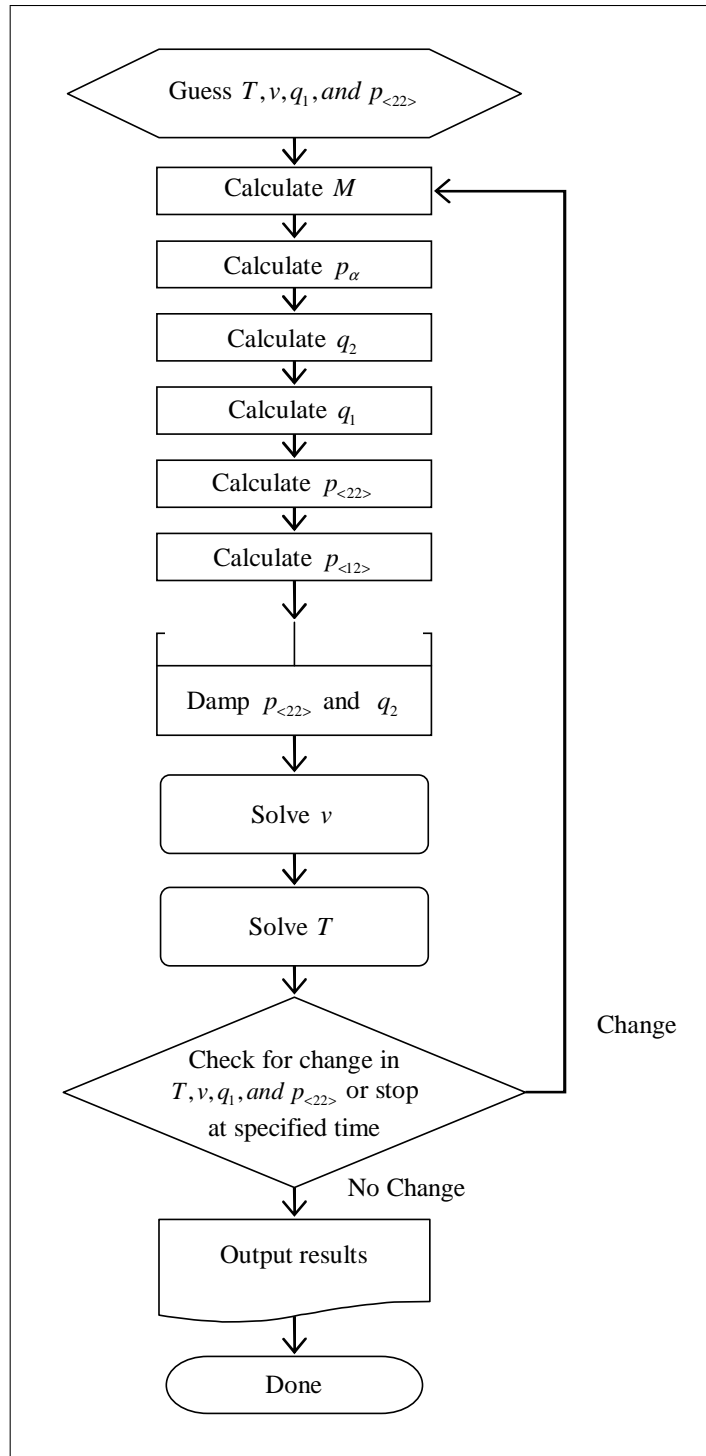 Guess T, v, q₁, and p<22>
Calculate M
Calculate pα
Calculate q₂
Calculate q₁
Calculate p<22>
Calculate p<12>
Damp p<22> and q₂
Solve v
Solve T
Change
Check for change in
T, v, q₁, and p<22> or stop
at specified time
No Change
Output results
Done